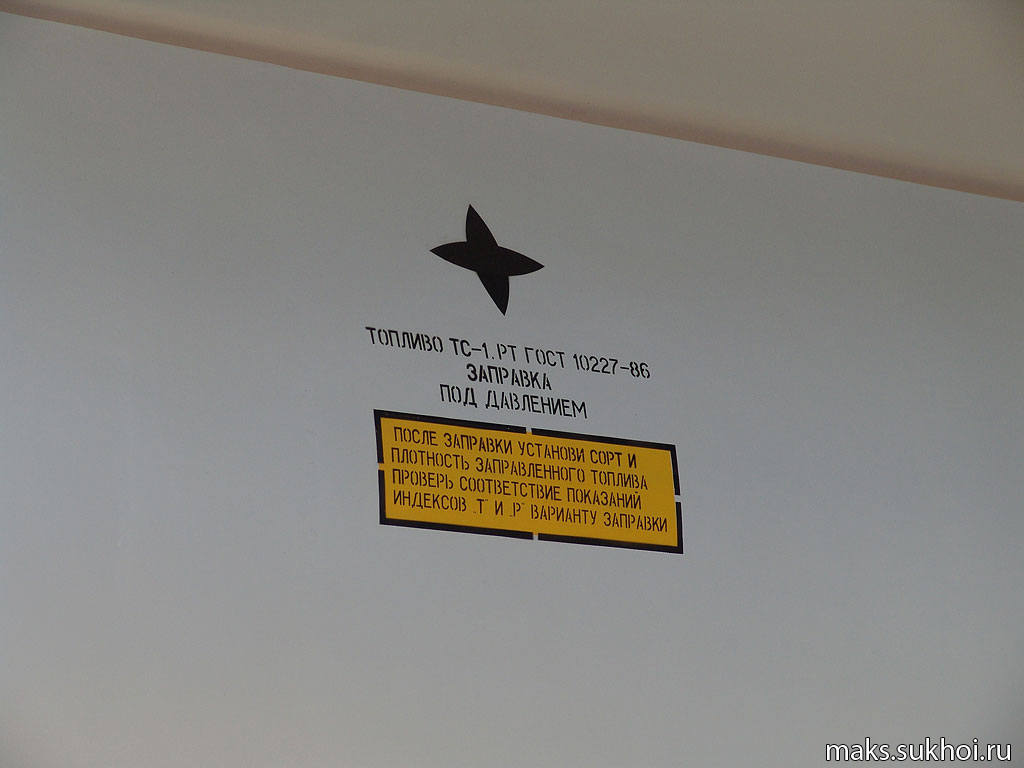 ТОПЛИВО ТС-1.РТ ГОСТ 10227-86
ЗАПРАВКА
ПОД ДАВЛЕНИЕМ
ПОСЛЕ ЗАПРАВКИ УСТАНОВИ СОРТ И
ПЛОТНОСТЬ ЗАПРАВЛЕННОГО ТОПЛИВА
ПРОВЕРЬ СООТВЕТСТВИЕ ПОКАЗАНИЙ
ИНДЕКСОВ „Т“ И „Р“ ВАРИАНТУ ЗАПРАВКИ
maks.sukhoi.ru